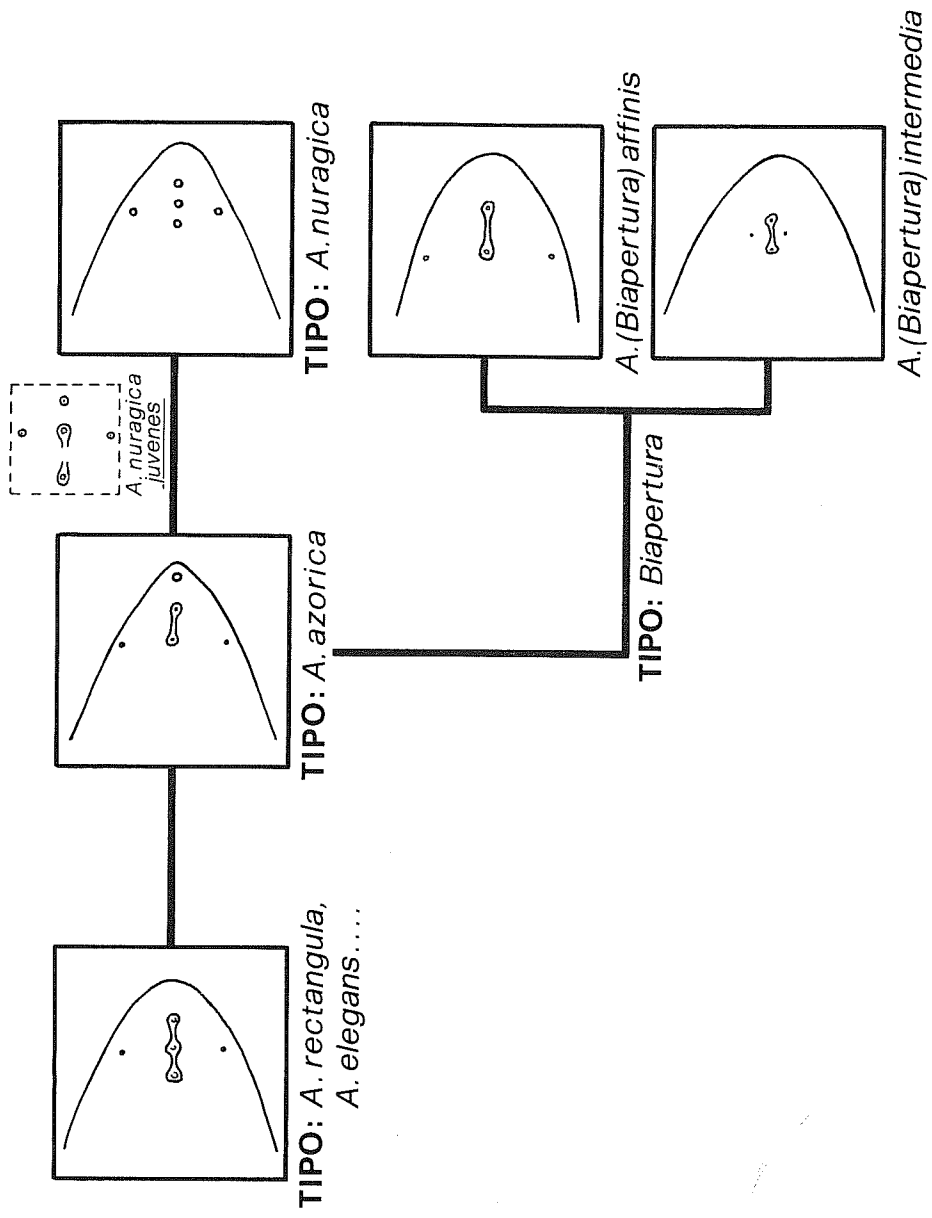 TIPO: A. rectangula,
A. elegans....
TIPO: A. azorica
A. nuragica
juvenes
TIPO: A. nuragica
TIPO: Biapertura
A. (Biapertura) affinis
A. (Biapertura) intermedia